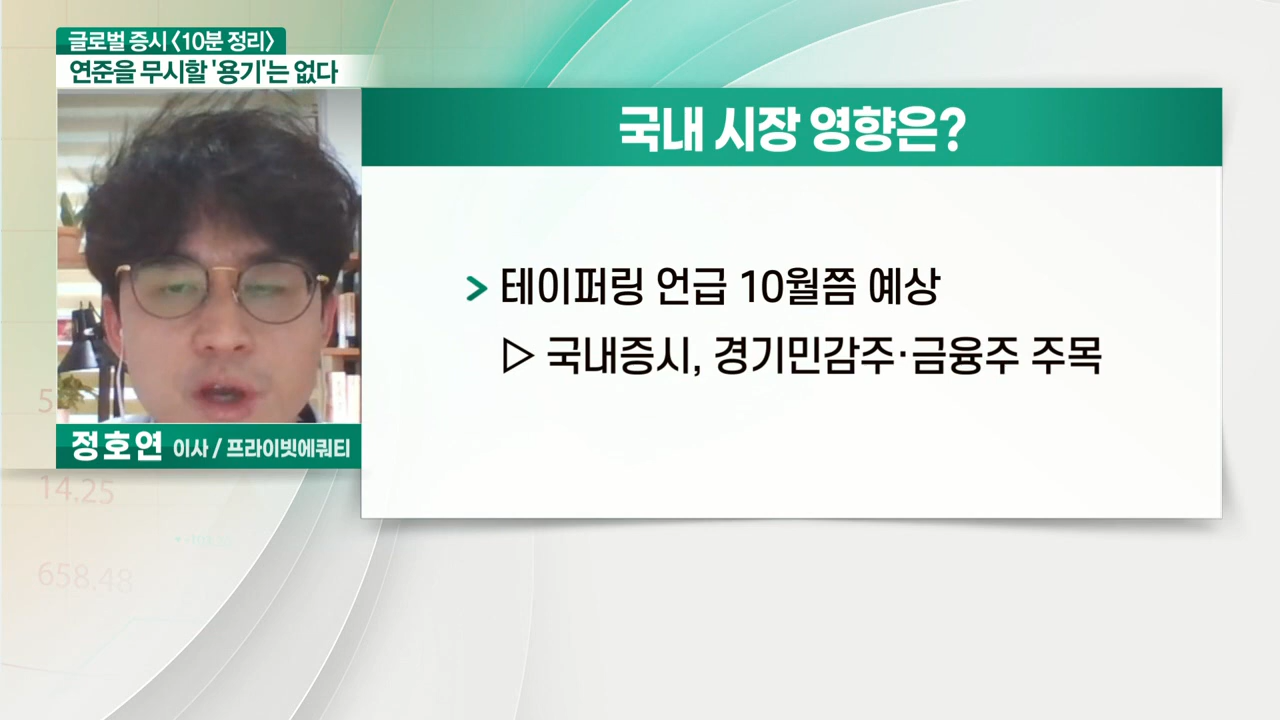 글로벌 증시 <10분 정리>
연준을 무시할 '용기'는 없다
국내 시장 영향은?
> 테이퍼링 언급 10월쯤 예상
▷ 국내증시, 경기민감주·금융주 주목
정호연 이사 / 프라이빗에쿼티
14.25
658.48